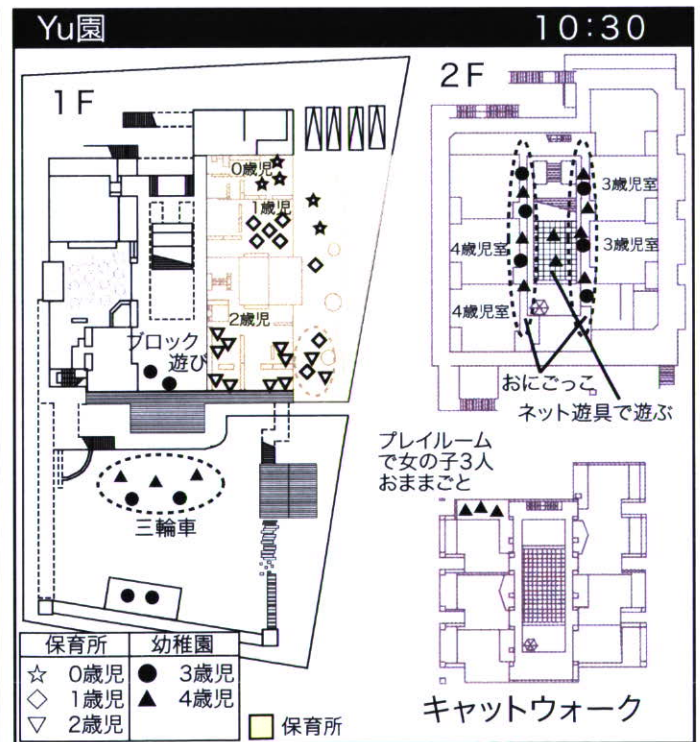 Yu園 10:30
1F
2F
0歳児
1歳児
2歳児
ブロック
遊び
三輪車
3歳児室
3歳児室
4歳児室
4歳児室
おにごっこ
ネット遊具で遊ぶ
プレイルーム
で女の子3人
おままごと
キャットウォーク
保育所 幼稚園
☆ 0歳児 ● 3歳児
◇ 1歳児 ▲ 4歳児
▽ 2歳児
保育所